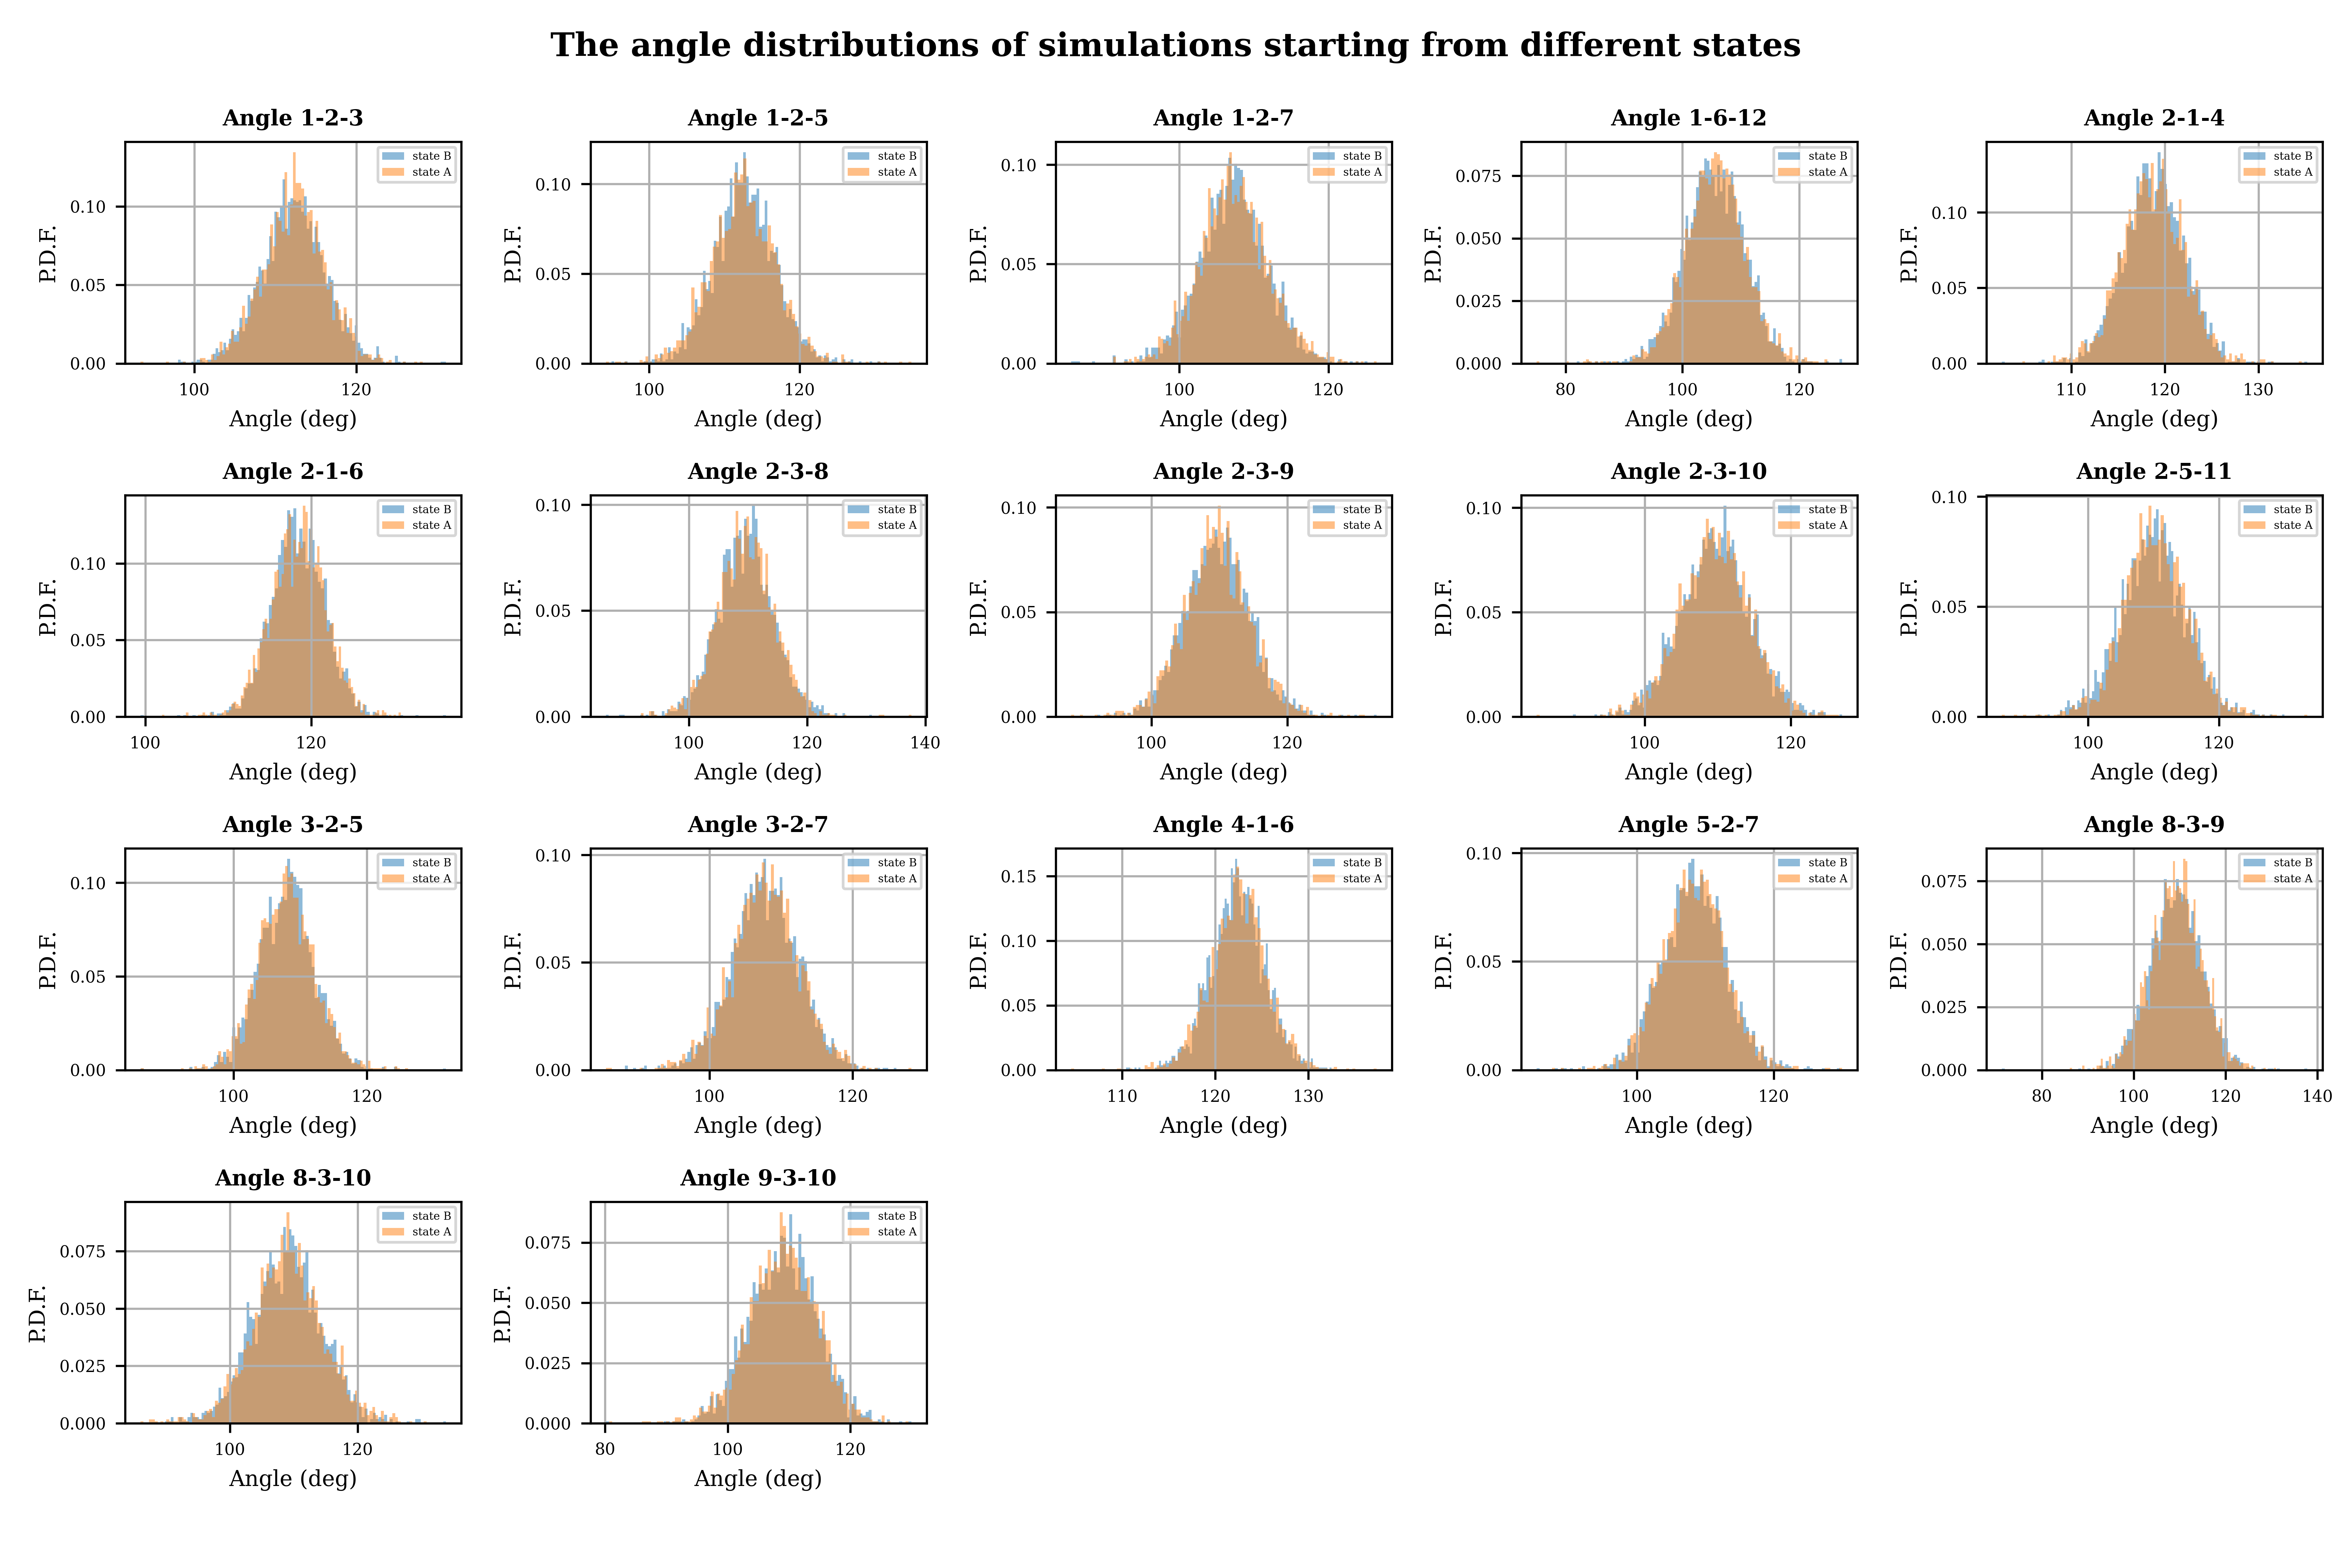 The angle distributions of simulations starting from different states
Angle 1-2-3
state B
state A
0.10
0.05
0.00
P.D.F.
100 120
Angle (deg)
Angle 1-2-5
state B
state A
0.10
0.05
0.00
P.D.F.
100 120
Angle (deg)
Angle 1-2-7
state B
state A
0.10
0.05
0.00
P.D.F.
100 120
Angle (deg)
Angle 1-6-12
state B
state A
0.075
0.050
0.025
0.000
P.D.F.
80 100 120
Angle (deg)
Angle 2-1-4
state B
state A
0.10
0.05
0.00
P.D.F.
110 120 130
Angle (deg)
Angle 2-1-6
state B
state A
0.10
0.05
0.00
P.D.F.
100 120
Angle (deg)
Angle 2-3-8
state B
state A
0.10
0.05
0.00
P.D.F.
100 120 140
Angle (deg)
Angle 2-3-9
state B
state A
0.10
0.05
0.00
P.D.F.
100 120
Angle (deg)
Angle 2-3-10
state B
state A
0.10
0.05
0.00
P.D.F.
100 120
Angle (deg)
Angle 2-5-11
state B
state A
0.10
0.05
0.00
P.D.F.
100 120
Angle (deg)
Angle 3-2-5
state B
state A
0.10
0.05
0.00
P.D.F.
100 120
Angle (deg)
Angle 3-2-7
state B
state A
0.10
0.05
0.00
P.D.F.
100 120
Angle (deg)
Angle 4-1-6
state B
state A
0.15
0.10
0.05
0.00
P.D.F.
110 120 130
Angle (deg)
Angle 5-2-7
state B
state A
0.10
0.05
0.00
P.D.F.
100 120
Angle (deg)
Angle 8-3-9
state B
state A
0.075
0.050
0.025
0.000
P.D.F.
80 100 120 140
Angle (deg)
Angle 8-3-10
state B
state A
0.075
0.050
0.025
0.000
P.D.F.
100 120
Angle (deg)
Angle 9-3-10
state B
state A
0.075
0.050
0.025
0.000
P.D.F.
80 100 120
Angle (deg)